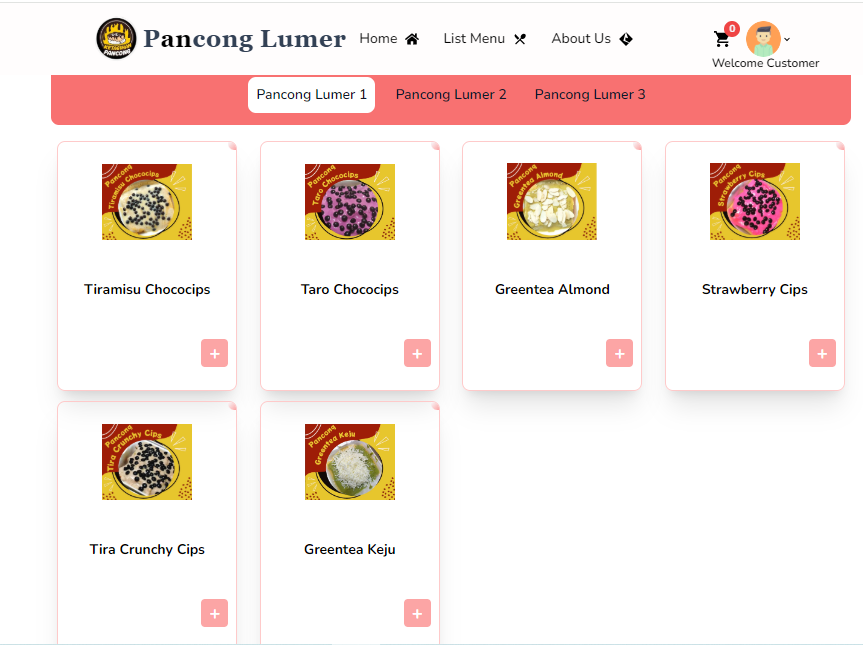 Pancong Lumer
Home
List Menu
About Us
0
Welcome Customer
Pancong Lumer 1
Pancong Lumer 2
Pancong Lumer 3
Pancong
Tiramisu Chococips
Tiramisu Chococips
+
Pancong
Taro Chococips
Taro Chococips
+
Pancong
Greentea Almond
Greentea Almond
+
Pancong
Strawberry Cips
Strawberry Cips
+
Pancong
Tira Crunchy Cips
Tira Crunchy Cips
+
Pancong
Greentea Keju
Greentea Keju
+